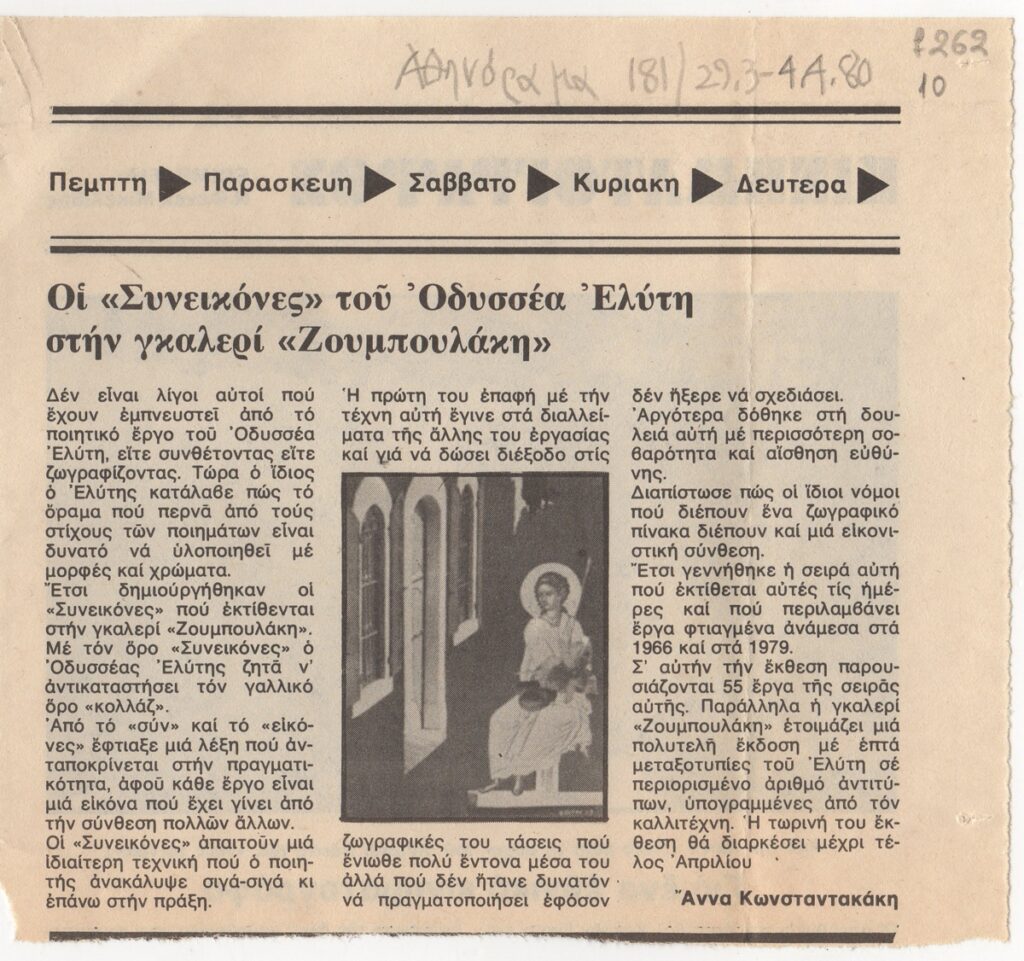 Ἀθηνόραμα 181/29.3-4.4.80
1262
10
Πεμπτη Παρασκευη Σαββατο Κυριακη Δευτερα
Οἱ «Συνεικόνες» τοῦ Ὀδυσσέα Ἐλύτη
στήν γκαλερί «Ζουμπουλάκη»
Δέν εἶναι λίγοι αὐτοί πού
ἔχουν ἐμπνευστεῖ ἀπό τό
ποιητικό ἔργο τοῦ Ὀδυσσέα
Ἐλύτη, εἴτε συνθέτοντας εἴτε
ζωγραφίζοντας. Τώρα ὁ ἴδιος
ὁ Ἐλύτης κατάλαβε πώς τό
ὅραμα πού περνᾶ ἀπό τούς
στίχους τῶν ποιημάτων εἶναι
δυνατό νά ὑλοποιηθεῖ μέ
μορφές καί χρώματα.
Ἔτσι δημιούργήθηκαν οἱ
«Συνεικόνες» πού ἐκτίθενται
στήν γκαλερί «Ζουμπουλάκη».
Μέ τόν ὅρο «Συνεικόνες» ὁ
Ὀδυσσέας Ἐλύτης ζητᾶ ν'
ἀντικαταστήσει τόν γαλλικό
ὅρο «κολλάζ».
Ἀπό τό «σύν» καί τό «εἰκό-
νες» ἔφτιαξε μιά λέξη πού ἀν-
ταποκρίνεται στήν πραγματι-
κότητα, ἀφοῦ κάθε ἔργο εἶναι
μιά εἰκόνα πού ἔχει γίνει ἀπό
τήν σύνθεση πολλῶν ἄλλων.
Οἱ «Συνεικόνες» ἀπαιτοῦν μιά
ἰδιαίτερη τεχνική πού ὁ ποιη-
τής ἀνακάλυψε σιγά-σιγά κι
ἐπάνω στήν πράξη.
Ἡ πρώτη του ἐπαφή μέ τήν
τέχνη αὐτή ἔγινε στά διαλλεί-
ματα τῆς ἄλλης του ἐργασίας
καί γιά νά δώσει διέξοδο στίς
ζωγραφικές του τάσεις πού
ἔνιωθε πολύ ἔντονα μέσα του
ἀλλά πού δέν ἤτανε δυνατόν
νά πραγματοποιήσει ἐφόσον
δέν ἤξερε νά σχεδιάσει.
Ἀργότερα δόθηκε στή δου-
λειά αὐτή μέ περισσότερη σο-
βαρότητα καί αἴσθηση εὐθύ-
νης.
Διαπίστωσε πώς οἱ ἴδιοι νόμοι
πού διέπουν ἕνα ζωγραφικό
πίνακα διέπουν καί μιά εἰκονι-
στική σύνθεση.
Ἔτσι γεννήθηκε ἡ σειρά αὐτή
πού ἐκτίθεται αὐτές τίς ἡμέ-
ρες καί πού περιλαμβάνει
ἔργα φτιαγμένα ἀνάμεσα στά
1966 καί στά 1979.
Σ' αὐτήν τήν ἔκθεση παρου-
σιάζονται 55 ἔργα τῆς σειρᾶς
αὐτῆς. Παράλληλα ἡ γκαλερί
«Ζουμπουλάκη» ἑτοιμάζει μιά
πολυτελῆ ἔκδοση μέ ἑπτά
μεταξοτυπίες τοῦ Ἐλύτη σέ
περιορισμένο ἀριθμό ἀντιτύ-
πων, ὑπογραμμένες ἀπό τόν
καλλιτέχνη. Ἡ τωρινή του ἔκ-
θεση θά διαρκέσει μέχρι τέ-
λος Ἀπριλίου
Ἄννα Κωνσταντακάκη